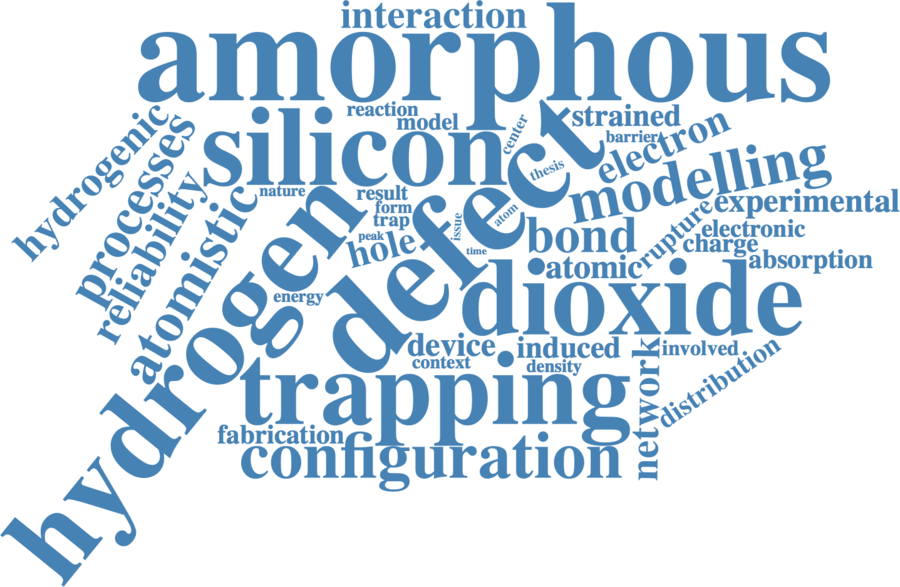 interaction
amorphous
reaction
model
center
strained
barrier
electron
hydrogenic
processes
silicon
defect
thesis
modelling
reliability
atomistic
nature
result
form
trap
issue
atom
rupture
experimental
hydrogen
peak
hole
time
bond
electronic
charge
energy
atomic
absorption
dioxide
device
induced
involved
context
density
network
distribution
trapping
fabrication
configuration